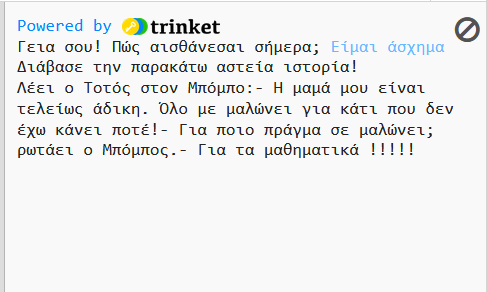 Powered by trinket
Γεια σου! Πώς αισθάνεσαι σήμερα; Είμαι άσχημα
Διάβασε την παρακάτω αστεία ιστορία!
Λέει ο Τοτός στον Μπόμπο:- Η μαμά μου είναι
τελείως άδικη. Όλο με μαλώνει για κάτι που δεν
έχω κάνει ποτέ!- Για ποιο πράγμα σε μαλώνει;
ρωτάει ο Μπόμπος.- Για τα μαθηματικά !!!!!